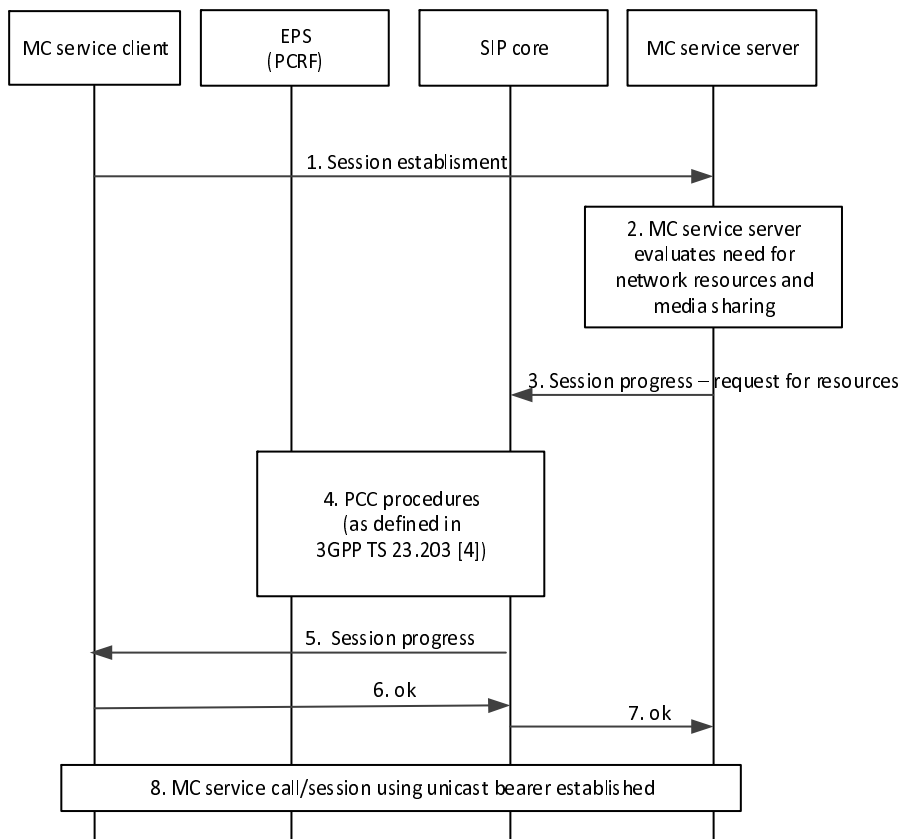 MC service client
EPS
(PCRF)
SIP core
MC service server
1. Session establisment
2. MC service server
evaluates need for
network resources and
media sharing
3. Session progress – request for resources
4. PCC procedures
(as defined in
3GPP TS 23.203 [4])
5. Session progress
6. ok
7. ok
8. MC service call/session using unicast bearer established